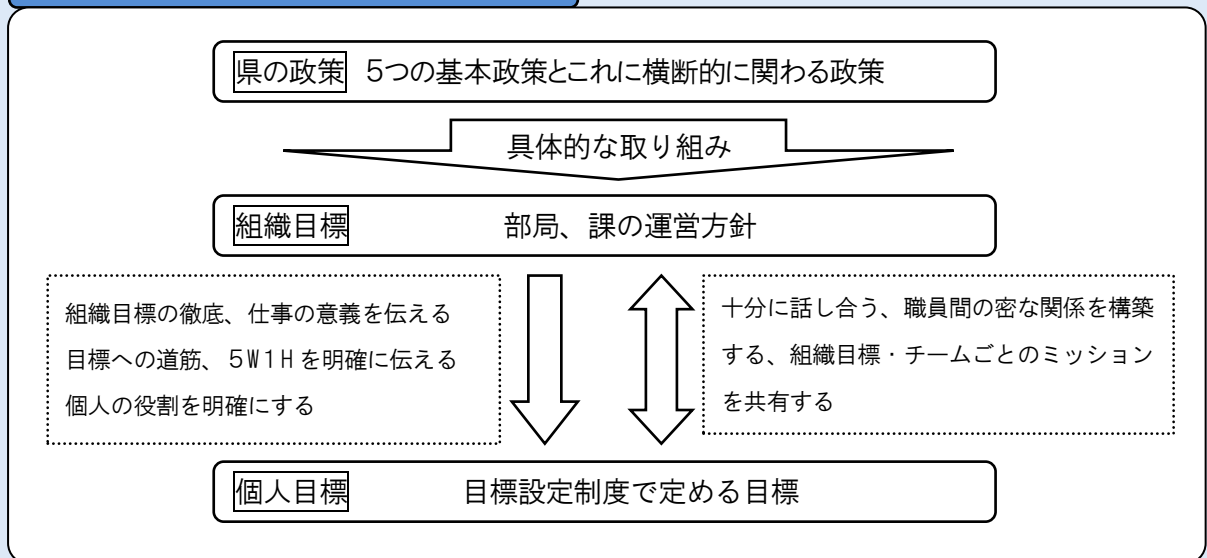 県の政策 5つの基本政策とこれに横断的に関わる政策
具体的な取り組み
組織目標 部局、課の運営方針
組織目標の徹底、仕事の意義を伝える
目標への道筋、5W1Hを明確に伝える
個人の役割を明確にする
十分に話し合う、職員間の密な関係を構築
する、組織目標・チームごとのミッション
を共有する
個人目標 目標設定制度で定める目標